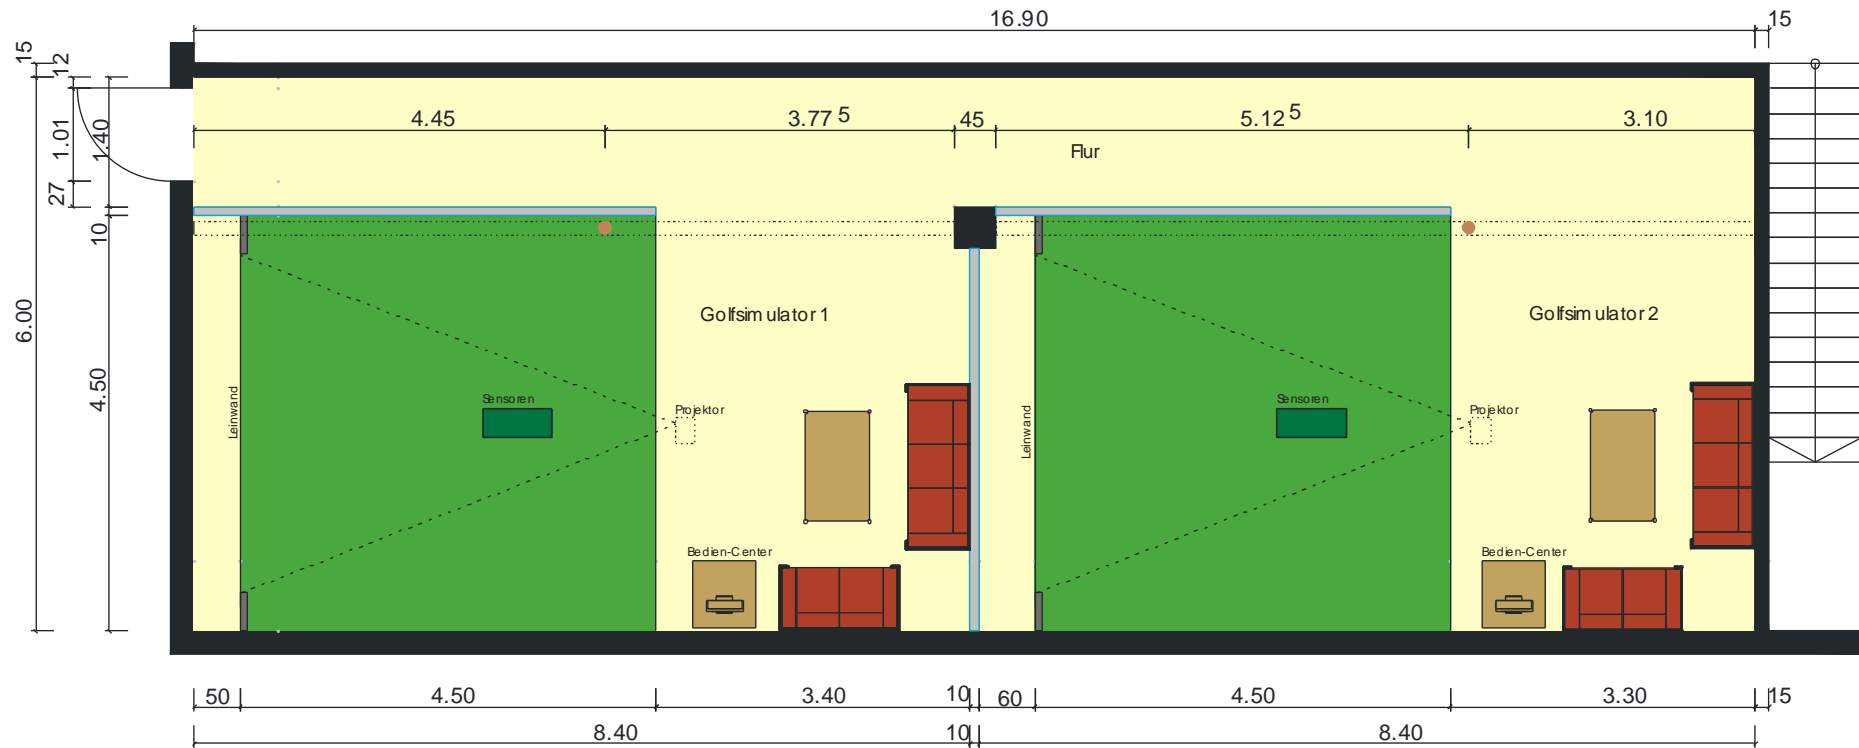 16.90
15
15
12
4.45
3.77 5
45
5.12 5
3.10
1.01
1.40
Flur
27
10
6.00
4.50
Golfsimulator 1
Golfsimulator 2
Leinwand
Sensoren
Projektor
Leinwand
Sensoren
Projektor
Bedien-Center
Bedien-Center
50
4.50
3.40
10
60
4.50
3.30
15
8.40
10
8.40